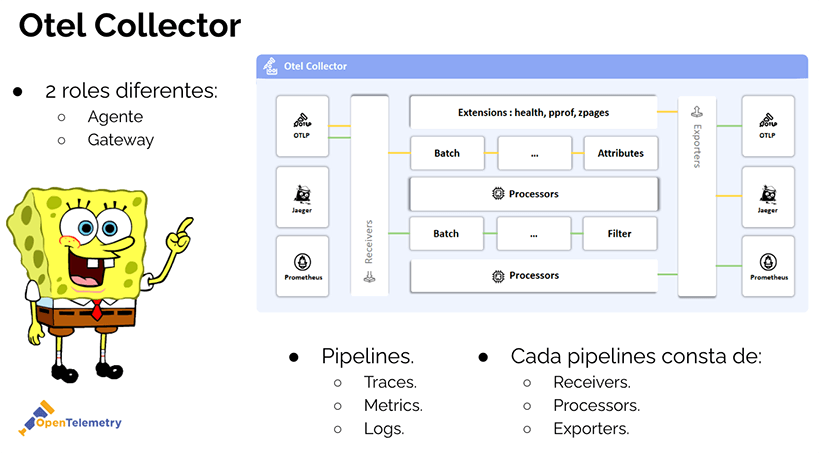 Otel Collector
2 roles diferentes:
Agente
Gateway
Otel Collector
OTLP
OTLP
Jaeger
Prometheus
Receivers
Extensions : health, pprof, zpages
Batch
...
Attributes
Processors
Batch
...
Filter
Processors
Exporters
OTLP
OTLP
Jaeger
Prometheus
Pipelines.
Traces.
Metrics.
Logs.
Cada pipelines consta de:
Receivers.
Processors.
Exporters.
OpenTelemetry